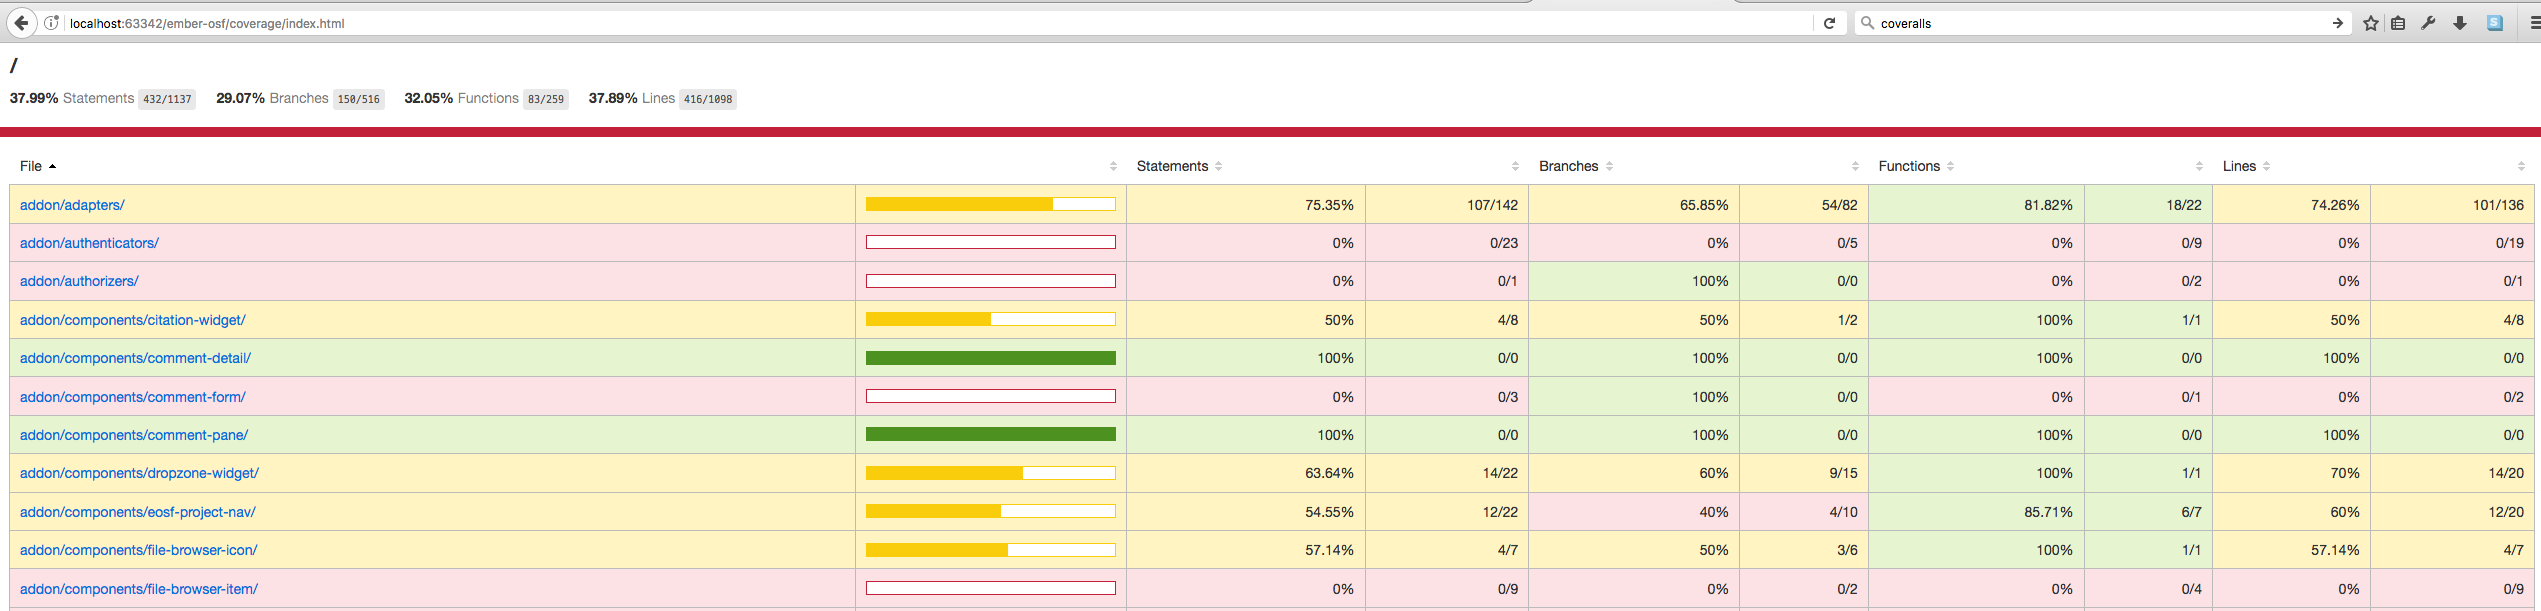 localhost:63342/ember-osf/coverage/index.html coveralls
/
37.99% Statements 432/1137 29.07% Branches 150/516 32.05% Functions 83/259 37.89% Lines 416/1098
File Statements Branches Functions Lines
addon/adapters/ 75.35% 107/142 65.85% 54/82 81.82% 18/22 74.26% 101/136
addon/authenticators/ 0% 0/23 0% 0/5 0% 0/9 0% 0/19
addon/authorizers/ 0% 0/1 100% 0/0 0% 0/2 0% 0/1
addon/components/citation-widget/ 50% 4/8 50% 1/2 100% 1/1 50% 4/8
addon/components/comment-detail/ 100% 0/0 100% 0/0 100% 0/0 100% 0/0
addon/components/comment-form/ 0% 0/3 100% 0/0 0% 0/1 0% 0/2
addon/components/comment-pane/ 100% 0/0 100% 0/0 100% 0/0 100% 0/0
addon/components/dropzone-widget/ 63.64% 14/22 60% 9/15 100% 1/1 70% 14/20
addon/components/eosf-project-nav/ 54.55% 12/22 40% 4/10 85.71% 6/7 60% 12/20
addon/components/file-browser-icon/ 57.14% 4/7 50% 3/6 100% 1/1 57.14% 4/7
addon/components/file-browser-item/ 0% 0/9 0% 0/2 0% 0/4 0% 0/9